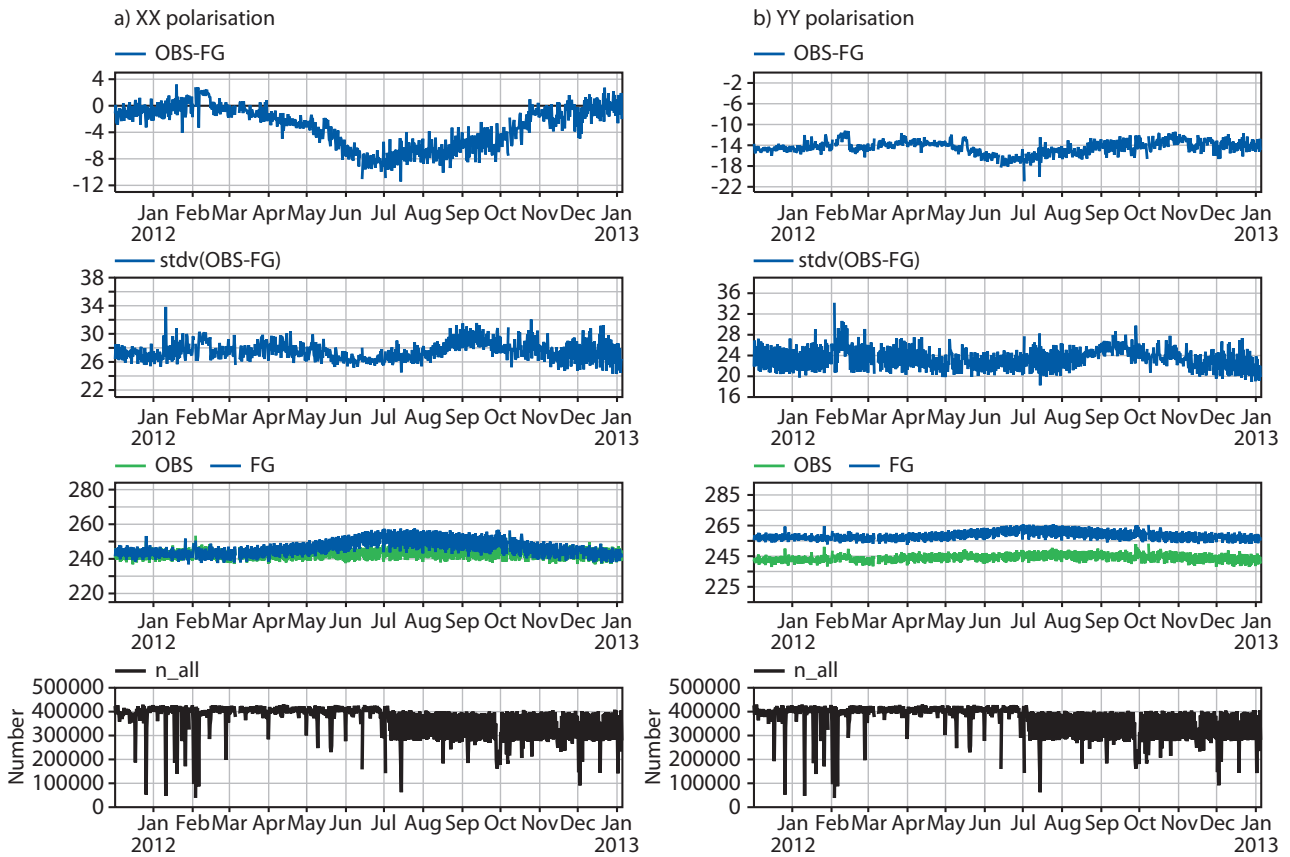 a) XX polarisation
OBS-FG
4
0
-4
-8
-12
Jan Feb Mar Apr May Jun Jul Aug Sep Oct Nov Dec Jan
2012 2013
stdv(OBS-FG)
38
34
30
26
22
Jan Feb Mar Apr May Jun Jul Aug Sep Oct Nov Dec Jan
2012 2013
OBS FG
280
260
240
220
Jan Feb Mar Apr May Jun Jul Aug Sep Oct Nov Dec Jan
2012 2013
n_all
Number
500000
400000
300000
200000
100000
0
Jan Feb Mar Apr May Jun Jul Aug Sep Oct Nov Dec Jan
2012 2013
b) YY polarisation
OBS-FG
-2
-6
-10
-14
-18
-22
Jan Feb Mar Apr May Jun Jul Aug Sep Oct Nov Dec Jan
2012 2013
stdv(OBS-FG)
36
32
28
24
20
16
Jan Feb Mar Apr May Jun Jul Aug Sep Oct Nov Dec Jan
2012 2013
OBS FG
285
265
245
225
Jan Feb Mar Apr May Jun Jul Aug Sep Oct Nov Dec Jan
2012 2013
n_all
Number
500000
400000
300000
200000
100000
0
Jan Feb Mar Apr May Jun Jul Aug Sep Oct Nov Dec Jan
2012 2013